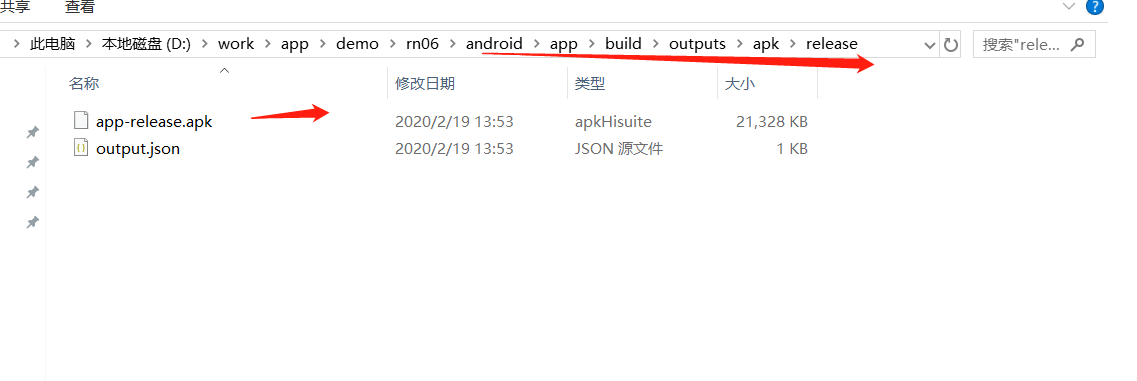 共享 查看
此电脑 本地磁盘 (D:) work app demo rn06 android app build outputs apk release 搜索"rele...
名称 修改日期 类型 大小
app-release.apk 2020/2/19 13:53 apkHisuite 21,328 KB
output.json 2020/2/19 13:53 JSON 源文件 1 KB